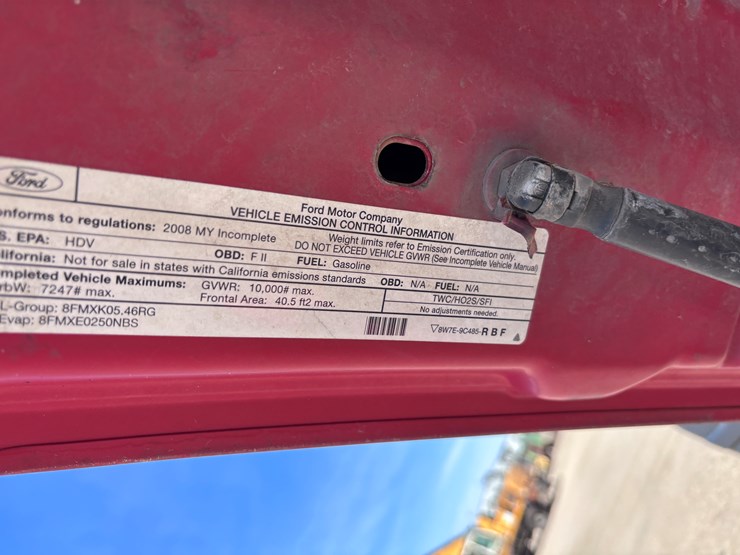 Ford
Ford Motor Company
VEHICLE EMISSION CONTROL INFORMATION
onforms to regulations: 2008 MY Incomplete
Weight limits refer to Emission Certification only.
DO NOT EXCEED VEHICLE GVWR (See Incomplete Vehicle Manual)
S. EPA: HDV OBD: F II FUEL: Gasoline
lifornia: Not for sale in states with California emissions standards OBD: N/A FUEL: N/A
mpleted Vehicle Maximums: GVWR: 10,000# max.
rbW: 7247# max. Frontal Area: 40.5 ft2 max.
TWC/HO2S/SFI
No adjustments needed.
L-Group: 8FMXK05,46RG
Evap: 8FMXE0250NBS
8W7E-9C485-RBF